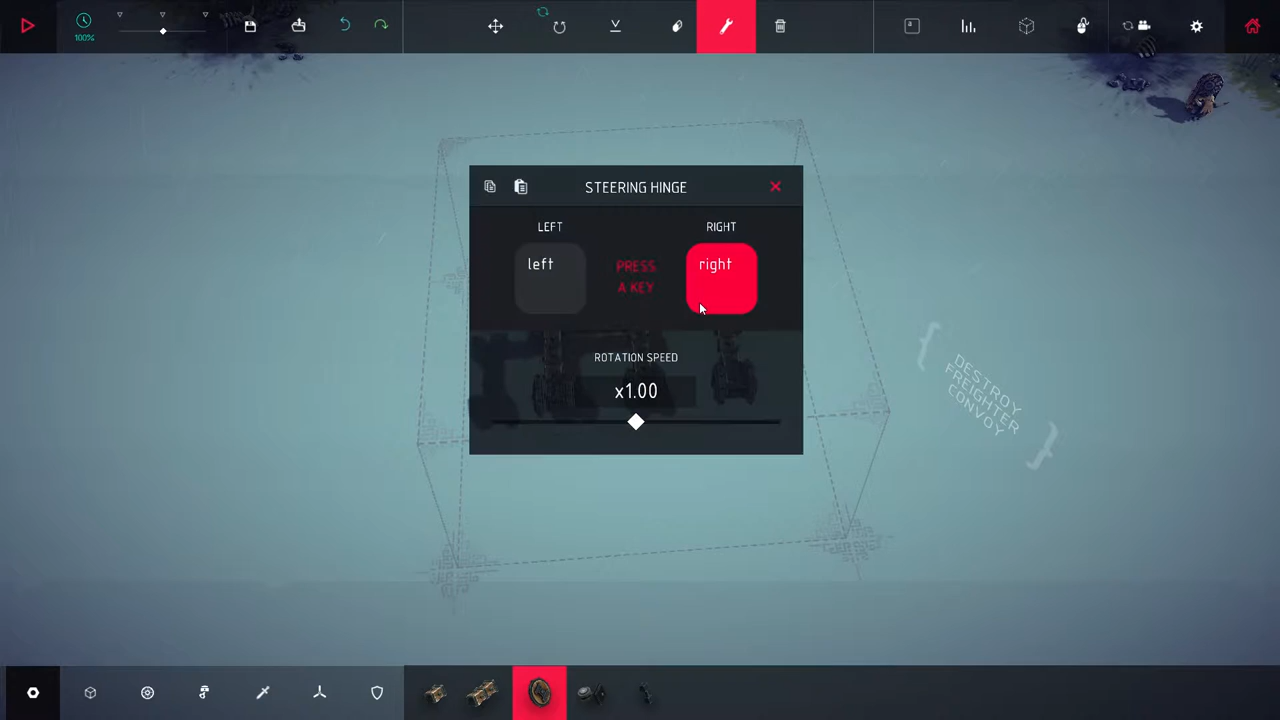 100%
STEERING HINGE
LEFT
RIGHT
left
PRESS
A KEY
right
ROTATION SPEED
x1.00
DESTROY
FREIGHTER
CONVOY